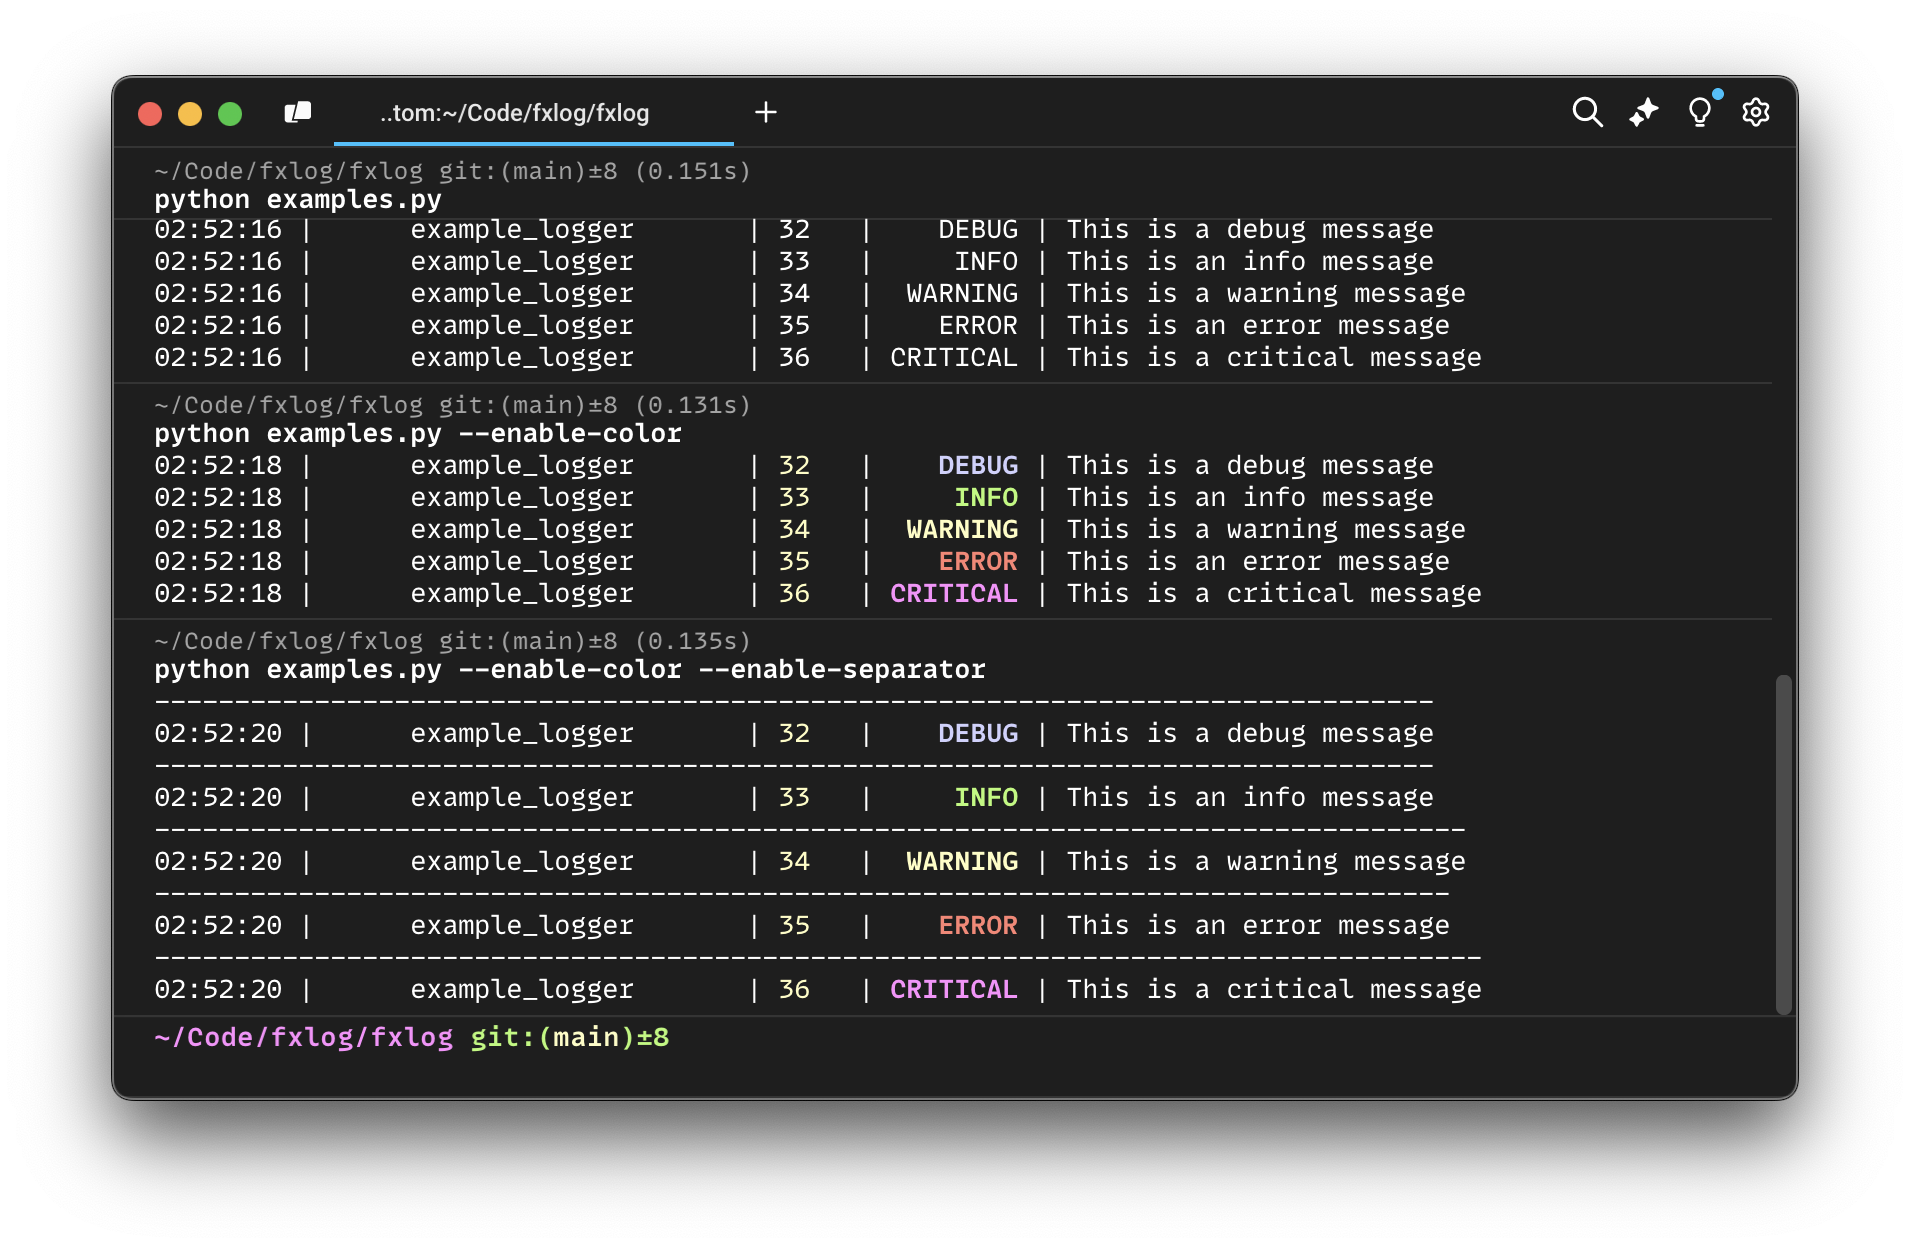 ..tom:~/Code/fxlog/fxlog
~/Code/fxlog/fxlog git:(main)±8 (0.151s)
python examples.py
02:52:16 |      example_logger       | 32   |    DEBUG | This is a debug message
02:52:16 |      example_logger       | 33   |     INFO | This is an info message
02:52:16 |      example_logger       | 34   |  WARNING | This is a warning message
02:52:16 |      example_logger       | 35   |    ERROR | This is an error message
02:52:16 |      example_logger       | 36   | CRITICAL | This is a critical message
~/Code/fxlog/fxlog git:(main)±8 (0.131s)
python examples.py --enable-color
02:52:18 |      example_logger       | 32   |    DEBUG | This is a debug message
02:52:18 |      example_logger       | 33   |     INFO | This is an info message
02:52:18 |      example_logger       | 34   |  WARNING | This is a warning message
02:52:18 |      example_logger       | 35   |    ERROR | This is an error message
02:52:18 |      example_logger       | 36   | CRITICAL | This is a critical message
~/Code/fxlog/fxlog git:(main)±8 (0.135s)
python examples.py --enable-color --enable-separator
--------------------------------------------------------------------------------
02:52:20 |      example_logger       | 32   |    DEBUG | This is a debug message
--------------------------------------------------------------------------------
02:52:20 |      example_logger       | 33   |     INFO | This is an info message
----------------------------------------------------------------------------------
02:52:20 |      example_logger       | 34   |  WARNING | This is a warning message
---------------------------------------------------------------------------------
02:52:20 |      example_logger       | 35   |    ERROR | This is an error message
-----------------------------------------------------------------------------------
02:52:20 |      example_logger       | 36   | CRITICAL | This is a critical message
~/Code/fxlog/fxlog git:(main)±8